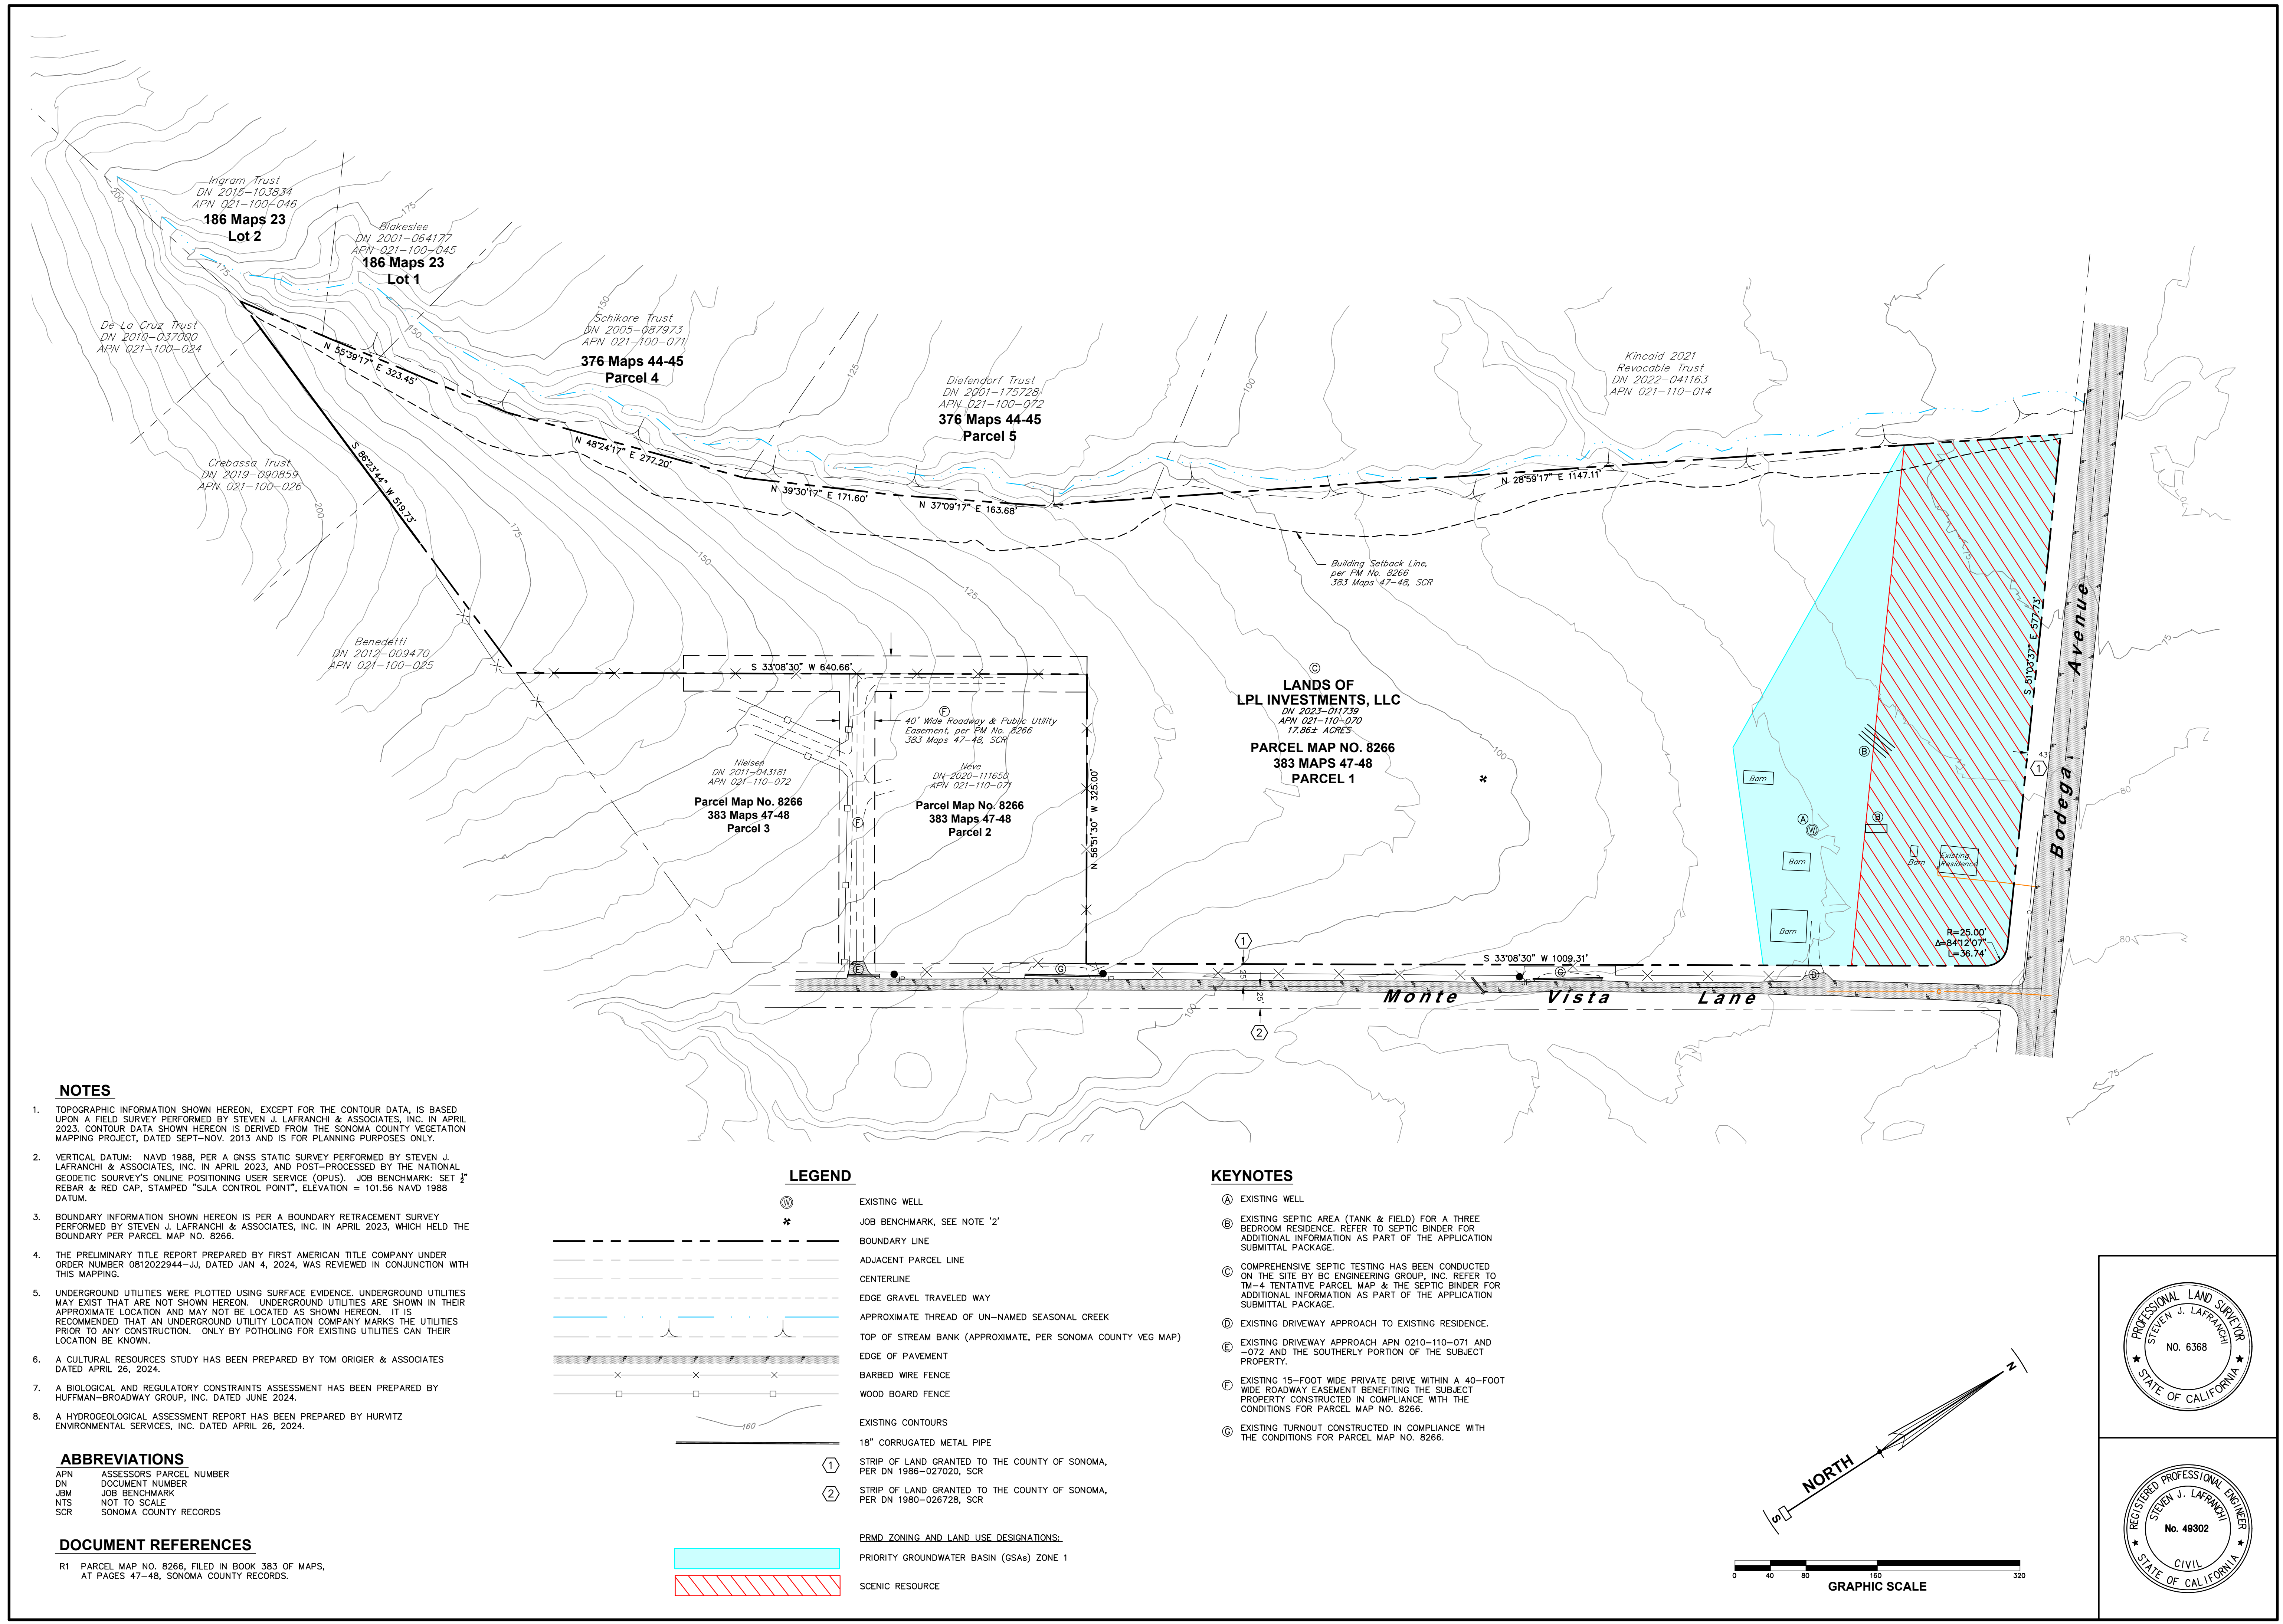 Ingram Trust
DN 2015-103834
APN 021-100-046
186 Maps 23
Lot 2
Blakeslee
DN 2001-064177
APN 021-100-045
186 Maps 23
Lot 1
Schikore Trust
DN 2005-087973
APN 021-100-071
376 Maps 44-45
Parcel 4
Diefendorf Trust
DN 2001-175728
APN 021-100-072
376 Maps 44-45
Parcel 5
Kincaid 2021
Revocable Trust
DN 2022-041163
APN 021-110-014
De La Cruz Trust
DN 2010-037000
APN 021-100-024
Crebassa Trust
DN 2019-090859
APN 021-100-026
Benedetti
DN 2012-009470
APN 021-100-025
200
175
175
150
150
125
100
200
175
150
125
100
100
75
75
80
80
75
N 55°39'17" E 323.45'
N 48°24'17" E 277.20'
N 39°30'17" E 171.60'
N 37°09'17" E 163.68'
N 28°59'17" E 1147.11'
S 86°23'44" W 519.73'
S 33°08'30" W 640.66'
N 56°51'30" W 325.00'
S 33°08'30" W 1009.31'
S 51°03'37" E 577.73'
R=25.00'
Δ=84°12'07"
L=36.74'
Building Setback Line,
per PM No. 8266
383 Maps 47-48, SCR
F
40' Wide Roadway & Public Utility
Easement, per PM No. 8266
383 Maps 47-48, SCR
Nielsen
DN 2011-043181
APN 021-110-072
Parcel Map No. 8266
383 Maps 47-48
Parcel 3
Neve
DN 2020-111650
APN 021-110-071
Parcel Map No. 8266
383 Maps 47-48
Parcel 2
F
C
LANDS OF
LPL INVESTMENTS, LLC
DN 2023-011739
APN 021-110-070
17.86± ACRES
PARCEL MAP NO. 8266
383 MAPS 47-48
PARCEL 1
B
Barn
A
W
B
Barn
Barn
Existing
Residence
Barn
43'
1
Bodega Avenue
E
JP
G
JP
1
25'
25'
2
JP
G
D
Monte Vista Lane
NOTES
1. TOPOGRAPHIC INFORMATION SHOWN HEREON, EXCEPT FOR THE CONTOUR DATA, IS BASED
UPON A FIELD SURVEY PERFORMED BY STEVEN J. LAFRANCHI & ASSOCIATES, INC. IN APRIL
2023. CONTOUR DATA SHOWN HEREON IS DERIVED FROM THE SONOMA COUNTY VEGETATION
MAPPING PROJECT, DATED SEPT-NOV. 2013 AND IS FOR PLANNING PURPOSES ONLY.
2. VERTICAL DATUM: NAVD 1988, PER A GNSS STATIC SURVEY PERFORMED BY STEVEN J.
LAFRANCHI & ASSOCIATES, INC. IN APRIL 2023, AND POST-PROCESSED BY THE NATIONAL
GEODETIC SOURVEY'S ONLINE POSITIONING USER SERVICE (OPUS). JOB BENCHMARK: SET ½"
REBAR & RED CAP, STAMPED "SJLA CONTROL POINT", ELEVATION = 101.56 NAVD 1988
DATUM.
3. BOUNDARY INFORMATION SHOWN HEREON IS PER A BOUNDARY RETRACEMENT SURVEY
PERFORMED BY STEVEN J. LAFRANCHI & ASSOCIATES, INC. IN APRIL 2023, WHICH HELD THE
BOUNDARY PER PARCEL MAP NO. 8266.
4. THE PRELIMINARY TITLE REPORT PREPARED BY FIRST AMERICAN TITLE COMPANY UNDER
ORDER NUMBER 0812022944-JJ, DATED JAN 4, 2024, WAS REVIEWED IN CONJUNCTION WITH
THIS MAPPING.
5. UNDERGROUND UTILITIES WERE PLOTTED USING SURFACE EVIDENCE. UNDERGROUND UTILITIES
MAY EXIST THAT ARE NOT SHOWN HEREON. UNDERGROUND UTILITIES ARE SHOWN IN THEIR
APPROXIMATE LOCATION AND MAY NOT BE LOCATED AS SHOWN HEREON. IT IS
RECOMMENDED THAT AN UNDERGROUND UTILITY LOCATION COMPANY MARKS THE UTILITIES
PRIOR TO ANY CONSTRUCTION. ONLY BY POTHOLING FOR EXISTING UTILITIES CAN THEIR
LOCATION BE KNOWN.
6. A CULTURAL RESOURCES STUDY HAS BEEN PREPARED BY TOM ORIGIER & ASSOCIATES
DATED APRIL 26, 2024.
7. A BIOLOGICAL AND REGULATORY CONSTRAINTS ASSESSMENT HAS BEEN PREPARED BY
HUFFMAN-BROADWAY GROUP, INC. DATED JUNE 2024.
8. A HYDROGEOLOGICAL ASSESSMENT REPORT HAS BEEN PREPARED BY HURVITZ
ENVIRONMENTAL SERVICES, INC. DATED APRIL 26, 2024.
ABBREVIATIONS
APN ASSESSORS PARCEL NUMBER
DN DOCUMENT NUMBER
JBM JOB BENCHMARK
NTS NOT TO SCALE
SCR SONOMA COUNTY RECORDS
DOCUMENT REFERENCES
R1 PARCEL MAP NO. 8266, FILED IN BOOK 383 OF MAPS,
AT PAGES 47-48, SONOMA COUNTY RECORDS.
LEGEND
W EXISTING WELL
JOB BENCHMARK, SEE NOTE '2'
BOUNDARY LINE
ADJACENT PARCEL LINE
CENTERLINE
EDGE GRAVEL TRAVELED WAY
APPROXIMATE THREAD OF UN-NAMED SEASONAL CREEK
TOP OF STREAM BANK (APPROXIMATE, PER SONOMA COUNTY VEG MAP)
EDGE OF PAVEMENT
BARBED WIRE FENCE
WOOD BOARD FENCE
160 EXISTING CONTOURS
18" CORRUGATED METAL PIPE
1 STRIP OF LAND GRANTED TO THE COUNTY OF SONOMA,
PER DN 1986-027020, SCR
2 STRIP OF LAND GRANTED TO THE COUNTY OF SONOMA,
PER DN 1980-026728, SCR
PRMD ZONING AND LAND USE DESIGNATIONS:
PRIORITY GROUNDWATER BASIN (GSAs) ZONE 1
SCENIC RESOURCE
KEYNOTES
A EXISTING WELL
B EXISTING SEPTIC AREA (TANK & FIELD) FOR A THREE
BEDROOM RESIDENCE. REFER TO SEPTIC BINDER FOR
ADDITIONAL INFORMATION AS PART OF THE APPLICATION
SUBMITTAL PACKAGE.
C COMPREHENSIVE SEPTIC TESTING HAS BEEN CONDUCTED
ON THE SITE BY BC ENGINEERING GROUP, INC. REFER TO
TM-4 TENTATIVE PARCEL MAP & THE SEPTIC BINDER FOR
ADDITIONAL INFORMATION AS PART OF THE APPLICATION
SUBMITTAL PACKAGE.
D EXISTING DRIVEWAY APPROACH TO EXISTING RESIDENCE.
E EXISTING DRIVEWAY APPROACH APN 0210-110-071 AND
-072 AND THE SOUTHERLY PORTION OF THE SUBJECT
PROPERTY.
F EXISTING 15-FOOT WIDE PRIVATE DRIVE WITHIN A 40-FOOT
WIDE ROADWAY EASEMENT BENEFITING THE SUBJECT
PROPERTY CONSTRUCTED IN COMPLIANCE WITH THE
CONDITIONS FOR PARCEL MAP NO. 8266.
G EXISTING TURNOUT CONSTRUCTED IN COMPLIANCE WITH
THE CONDITIONS FOR PARCEL MAP NO. 8266.
S NORTH N
0 40 80 160 320
GRAPHIC SCALE
PROFESSIONAL LAND SURVEYOR
STEVEN J. LAFRANCHI
NO. 6368
STATE OF CALIFORNIA
REGISTERED PROFESSIONAL ENGINEER
STEVEN J. LAFRANCHI
No. 49302
CIVIL
STATE OF CALIFORNIA